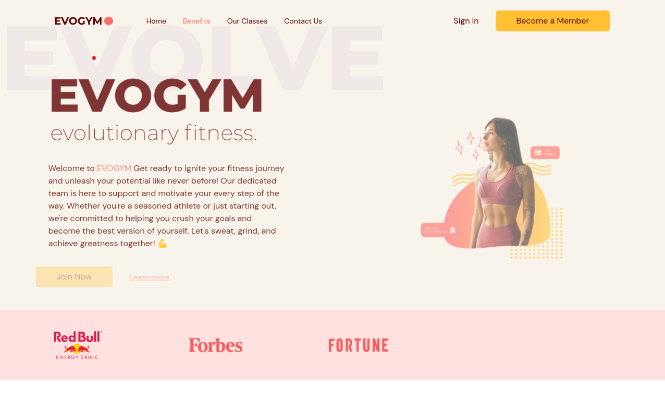 EVOGYM
Home
Benefits
Our Classes
Contact Us
Sign In
Become a Member
EVOLVE
EVOGYM
evolutionary fitness.
Welcome to EVOGYM Get ready to ignite your fitness journey
and unleash your potential like never before! Our dedicated
team is here to support and motivate your every step of the
way. Whether you're a seasoned athlete or just starting out,
we're committed to helping you crush your goals and
become the best version of yourself. Let's sweat, grind, and
achieve greatness together! 💪
Join Now
Learn more
Red Bull
ENERGY DRINK
Forbes
FORTUNE